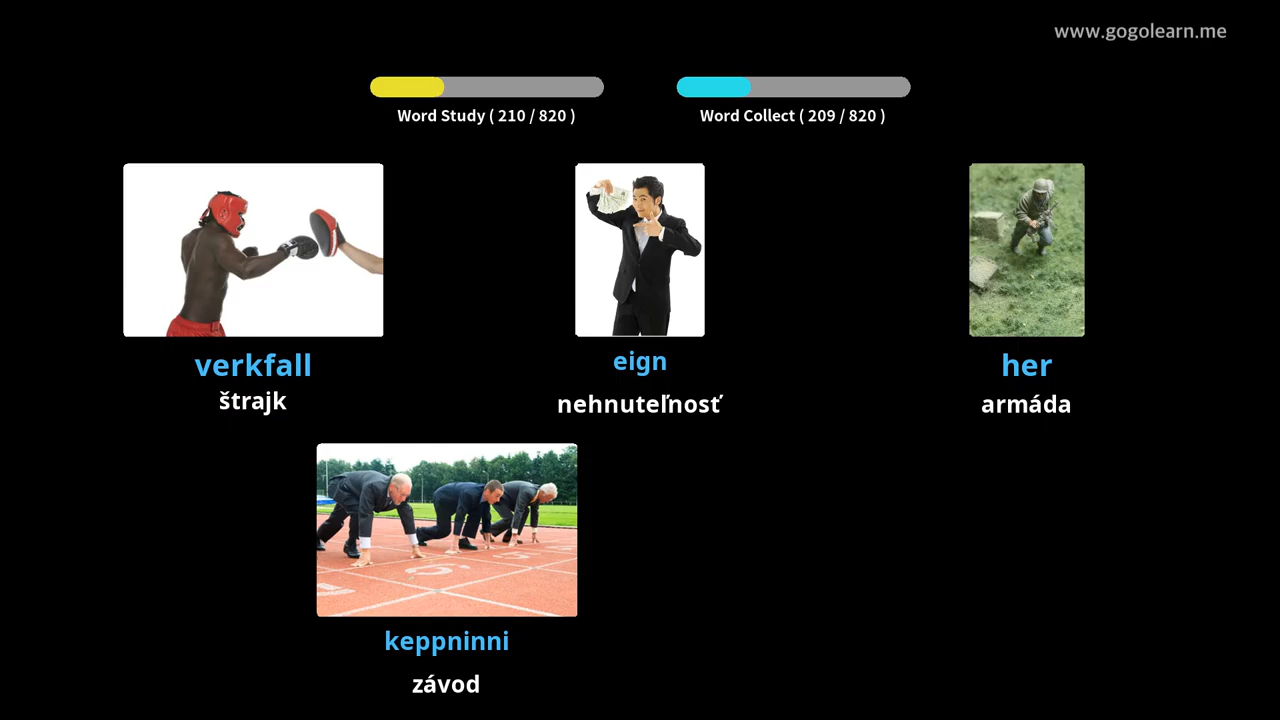 www.gogolearn.me
Word Study ( 210 / 820 )
Word Collect ( 209 / 820 )
verkfall
štrajk
eign
nehnuteľnosť
her
armáda
keppninni
závod